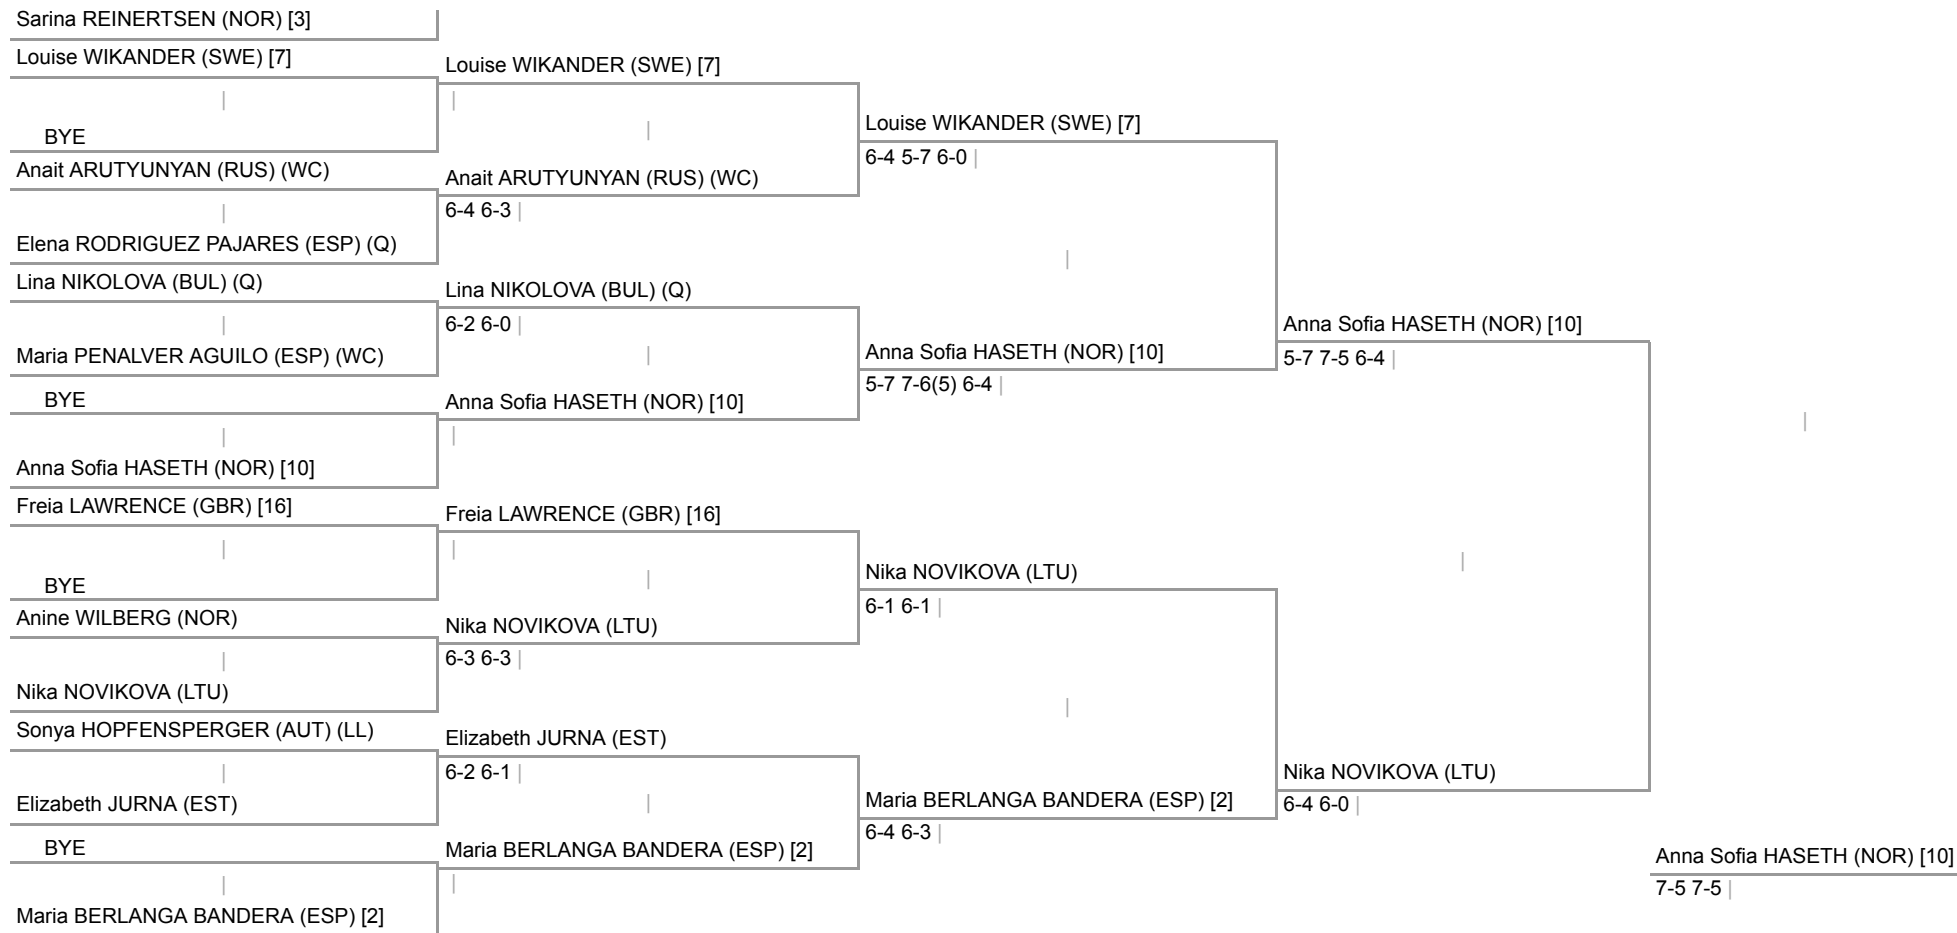 Sarina REINERTSEN (NOR) [3]
Louise WIKANDER (SWE) [7]
BYE
Anait ARUTYUNYAN (RUS) (WC)
Elena RODRIGUEZ PAJARES (ESP) (Q)
Lina NIKOLOVA (BUL) (Q)
Maria PENALVER AGUILO (ESP) (WC)
BYE
Anna Sofia HASETH (NOR) [10]
Freia LAWRENCE (GBR) [16]
BYE
Anine WILBERG (NOR)
Nika NOVIKOVA (LTU)
Sonya HOPFENSPERGER (AUT) (LL)
Elizabeth JURNA (EST)
BYE
Maria BERLANGA BANDERA (ESP) [2]
Louise WIKANDER (SWE) [7]
Anait ARUTYUNYAN (RUS) (WC)
6-4 6-3
Lina NIKOLOVA (BUL) (Q)
6-2 6-0
Anna Sofia HASETH (NOR) [10]
Freia LAWRENCE (GBR) [16]
Nika NOVIKOVA (LTU)
6-3 6-3
Elizabeth JURNA (EST)
6-2 6-1
Maria BERLANGA BANDERA (ESP) [2]
Louise WIKANDER (SWE) [7]
6-4 5-7 6-0
Anna Sofia HASETH (NOR) [10]
5-7 7-6(5) 6-4
Nika NOVIKOVA (LTU)
6-1 6-1
Maria BERLANGA BANDERA (ESP) [2]
6-4 6-3
Anna Sofia HASETH (NOR) [10]
5-7 7-5 6-4
Nika NOVIKOVA (LTU)
6-4 6-0
Anna Sofia HASETH (NOR) [10]
7-5 7-5